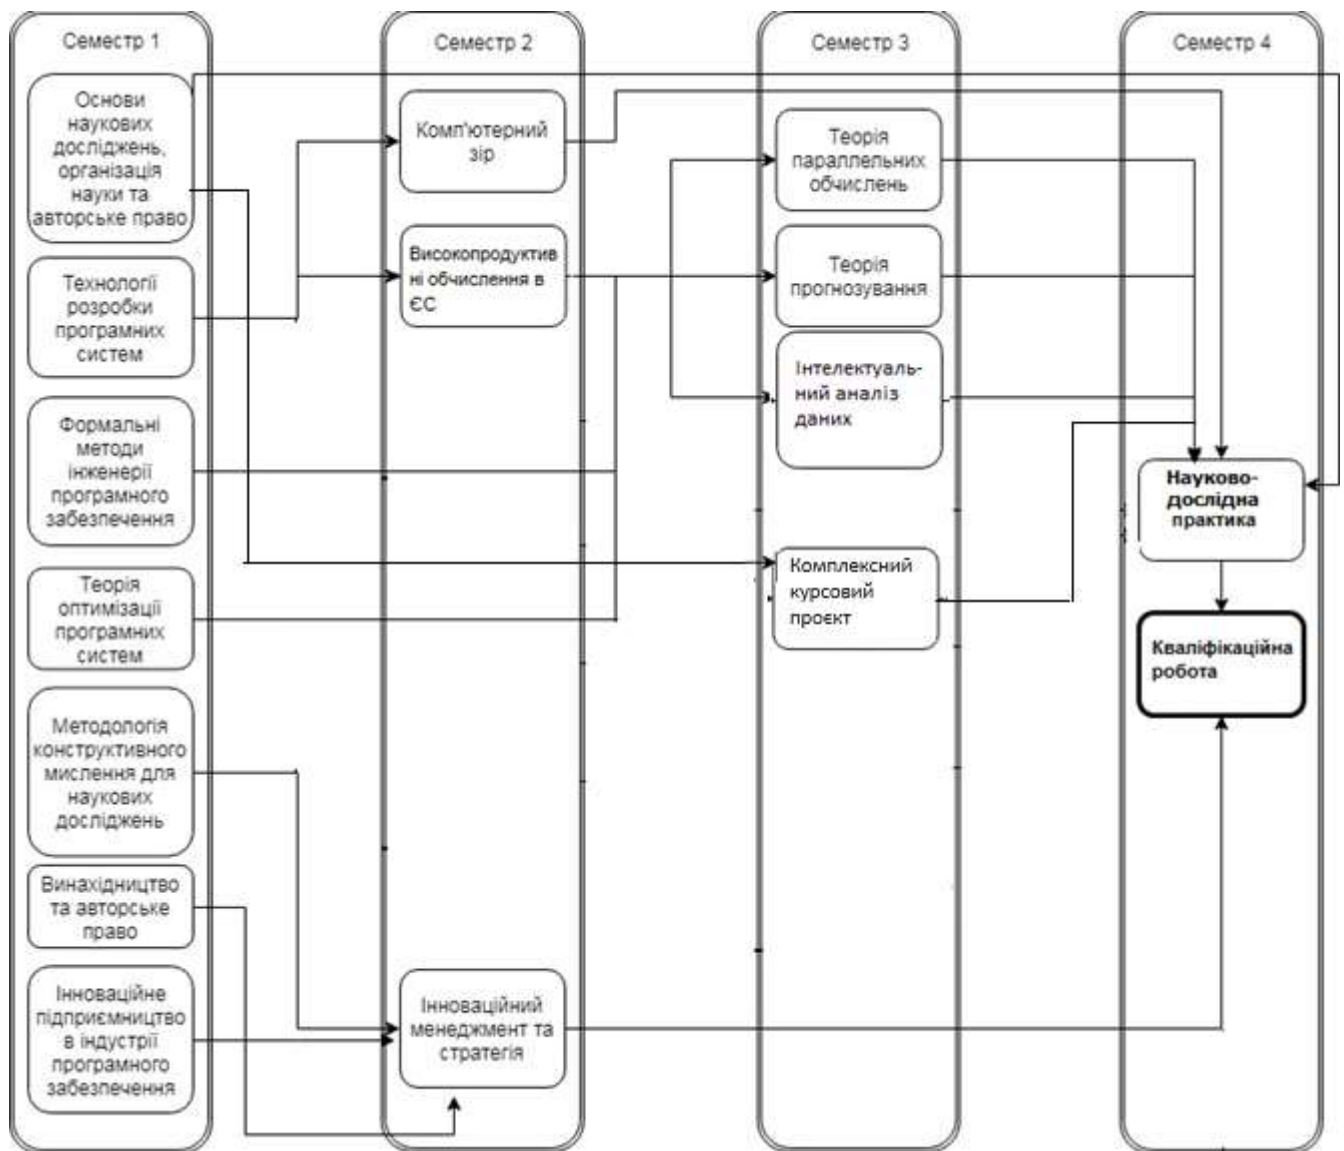 Семестр 1
Основи
наукових
досліджень,
організація
науки та
авторське право
Технології
розробки
програмних
систем
Формальні
методи
інженерії
програмного
забезпечення
Теорія
оптимізації
програмних
систем
Методологія
конструктивного
мислення для
наукових
досліджень
Винахідництво
та авторське
право
Інноваційне
підприємництво
в індустрії
програмного
забезпечення
Семестр 2
Комп'ютерний
зір
Високопродуктив
ні обчислення в
ЄС
Інноваційний
менеджмент та
стратегія
Семестр 3
Теорія
параллельних
обчислень
Теорія
прогнозування
Інтелектуаль-
ний аналіз
даних
Комплексний
курсовий
проєкт
Семестр 4
Науково-
дослідна
практика
Кваліфікаційна
робота